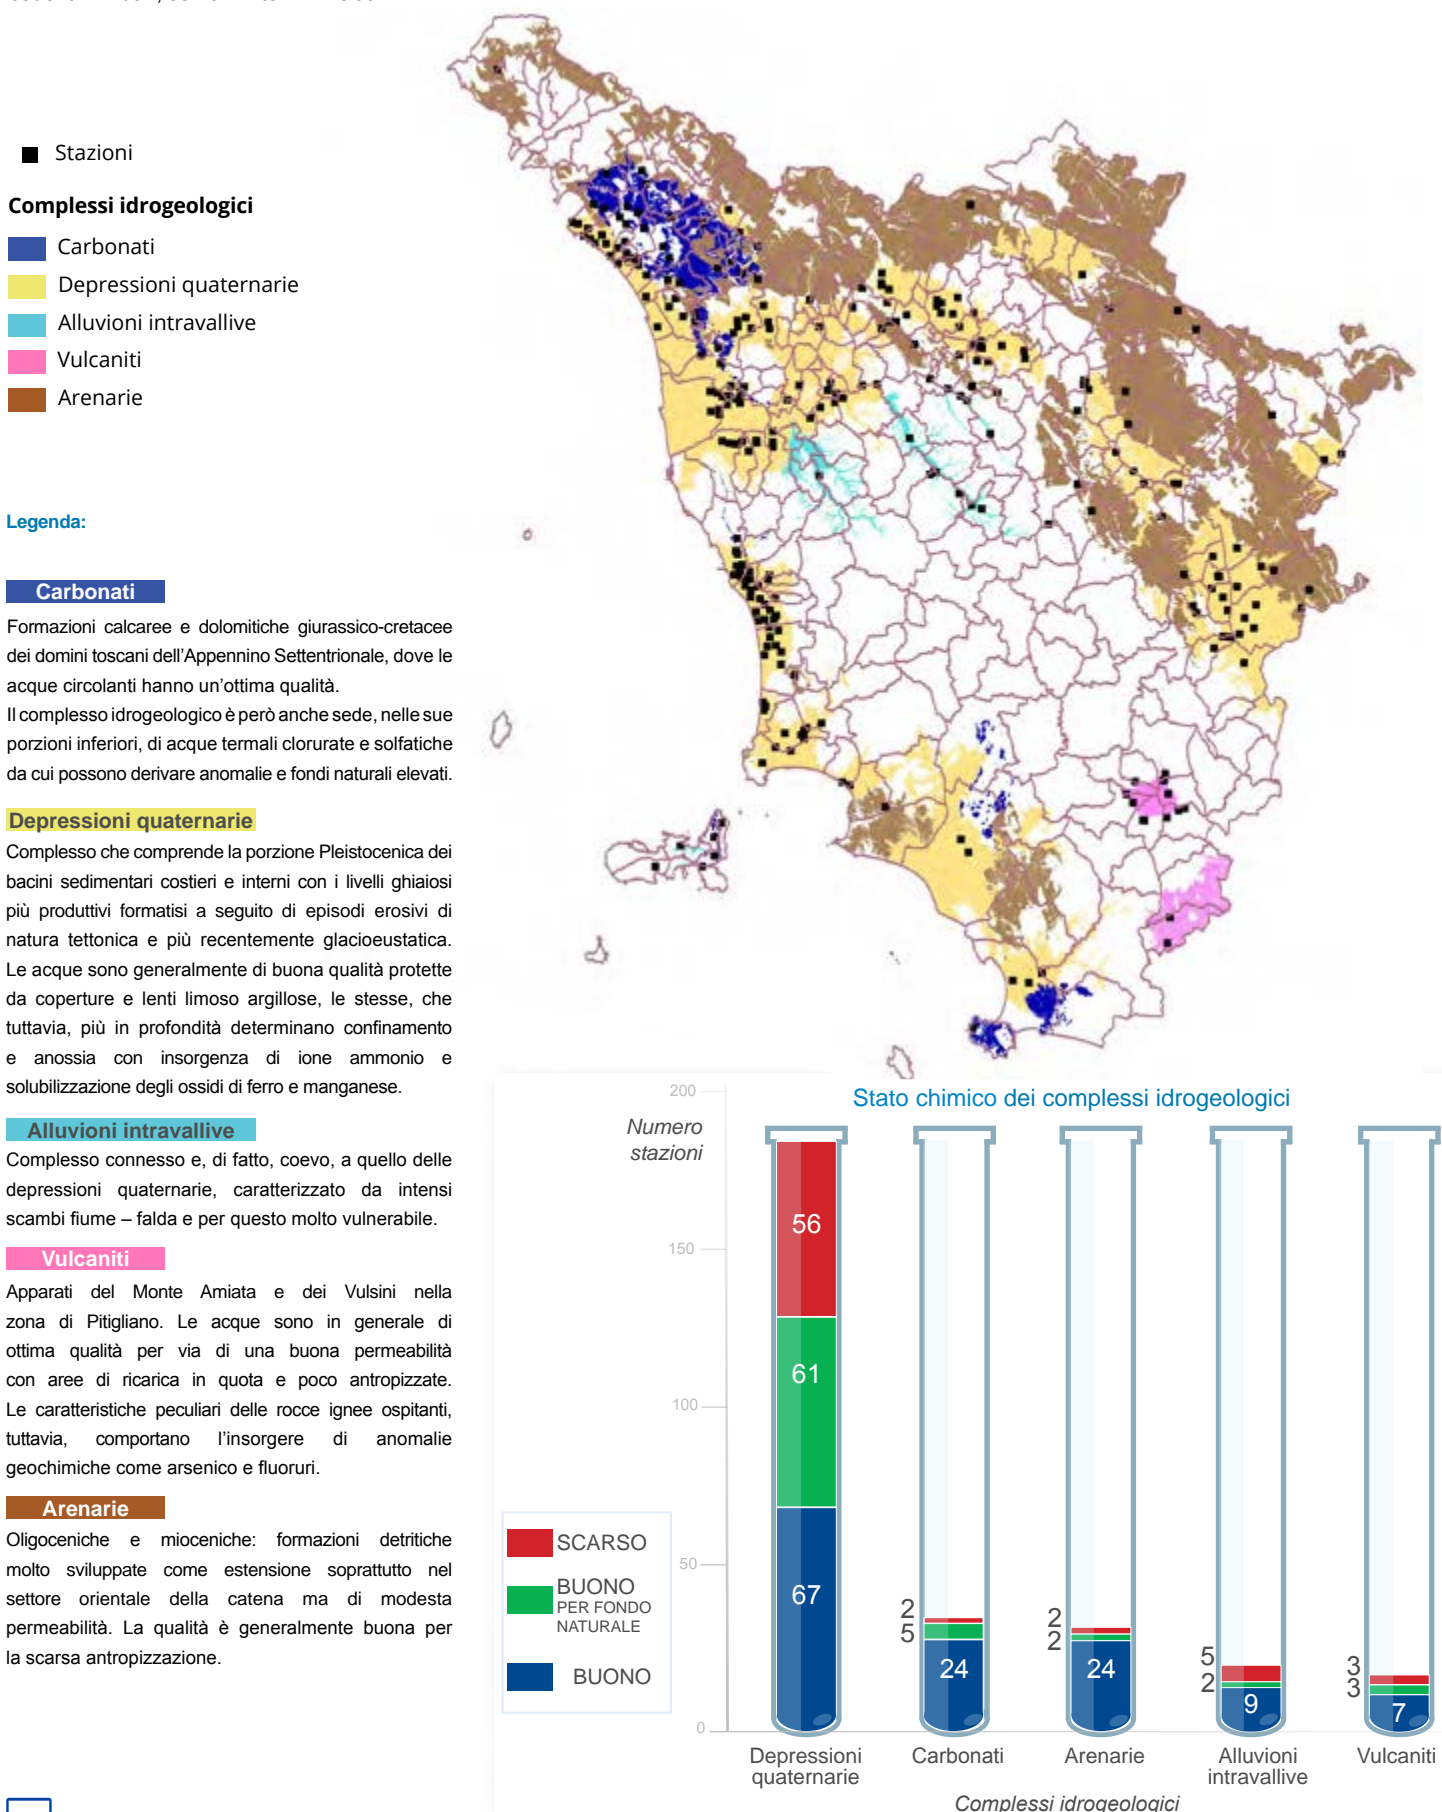 Stazioni
Complessi idrogeologici
Carbonati
Depressioni quaternarie
Alluvioni intravallive
Vulcaniti
Arenarie
Legenda:
Carbonati
Formazioni calcaree e dolomitiche giurassico-cretacee
dei domini toscani dell'Appennino Settentrionale, dove le
acque circolanti hanno un'ottima qualità.
Il complesso idrogeologico è però anche sede, nelle sue
porzioni inferiori, di acque termali clorurate e solfatiche
da cui possono derivare anomalie e fondi naturali elevati.
Depressioni quaternarie
Complesso che comprende la porzione Pleistocenica dei
bacini sedimentari costieri e interni con i livelli ghiaiosi
più produttivi formatisi a seguito di episodi erosivi di
natura tettonica e più recentemente glacioeustatica.
Le acque sono generalmente di buona qualità protette
da coperture e lenti limoso argillose, le stesse, che
tuttavia, più in profondità determinano confinamento
e anossia con insorgenza di ione ammonio e
solubilizzazione degli ossidi di ferro e manganese.
Alluvioni intravallive
Complesso connesso e, di fatto, coevo, a quello delle
depressioni quaternarie, caratterizzato da intensi
scambi fiume – falda e per questo molto vulnerabile.
Vulcaniti
Apparati del Monte Amiata e dei Vulsini nella
zona di Pitigliano. Le acque sono in generale di
ottima qualità per via di una buona permeabilità
con aree di ricarica in quota e poco antropizzate.
Le caratteristiche peculiari delle rocce ignee ospitanti,
tuttavia, comportano l'insorgere di anomalie
geochimiche come arsenico e fluoruri.
Arenarie
Oligoceniche e mioceniche: formazioni detritiche
molto sviluppate come estensione soprattutto nel
settore orientale della catena ma di modesta
permeabilità. La qualità è generalmente buona per
la scarsa antropizzazione.
Stato chimico dei complessi idrogeologici
Numero
stazioni
200
150
100
50
0
56
61
67
2
5
24
2
2
24
5
2
9
3
3
7
SCARSO
BUONO
PER FONDO
NATURALE
BUONO
Depressioni
quaternarie
Carbonati
Arenarie
Alluvioni
intravallive
Vulcaniti
Complessi idrogeologici